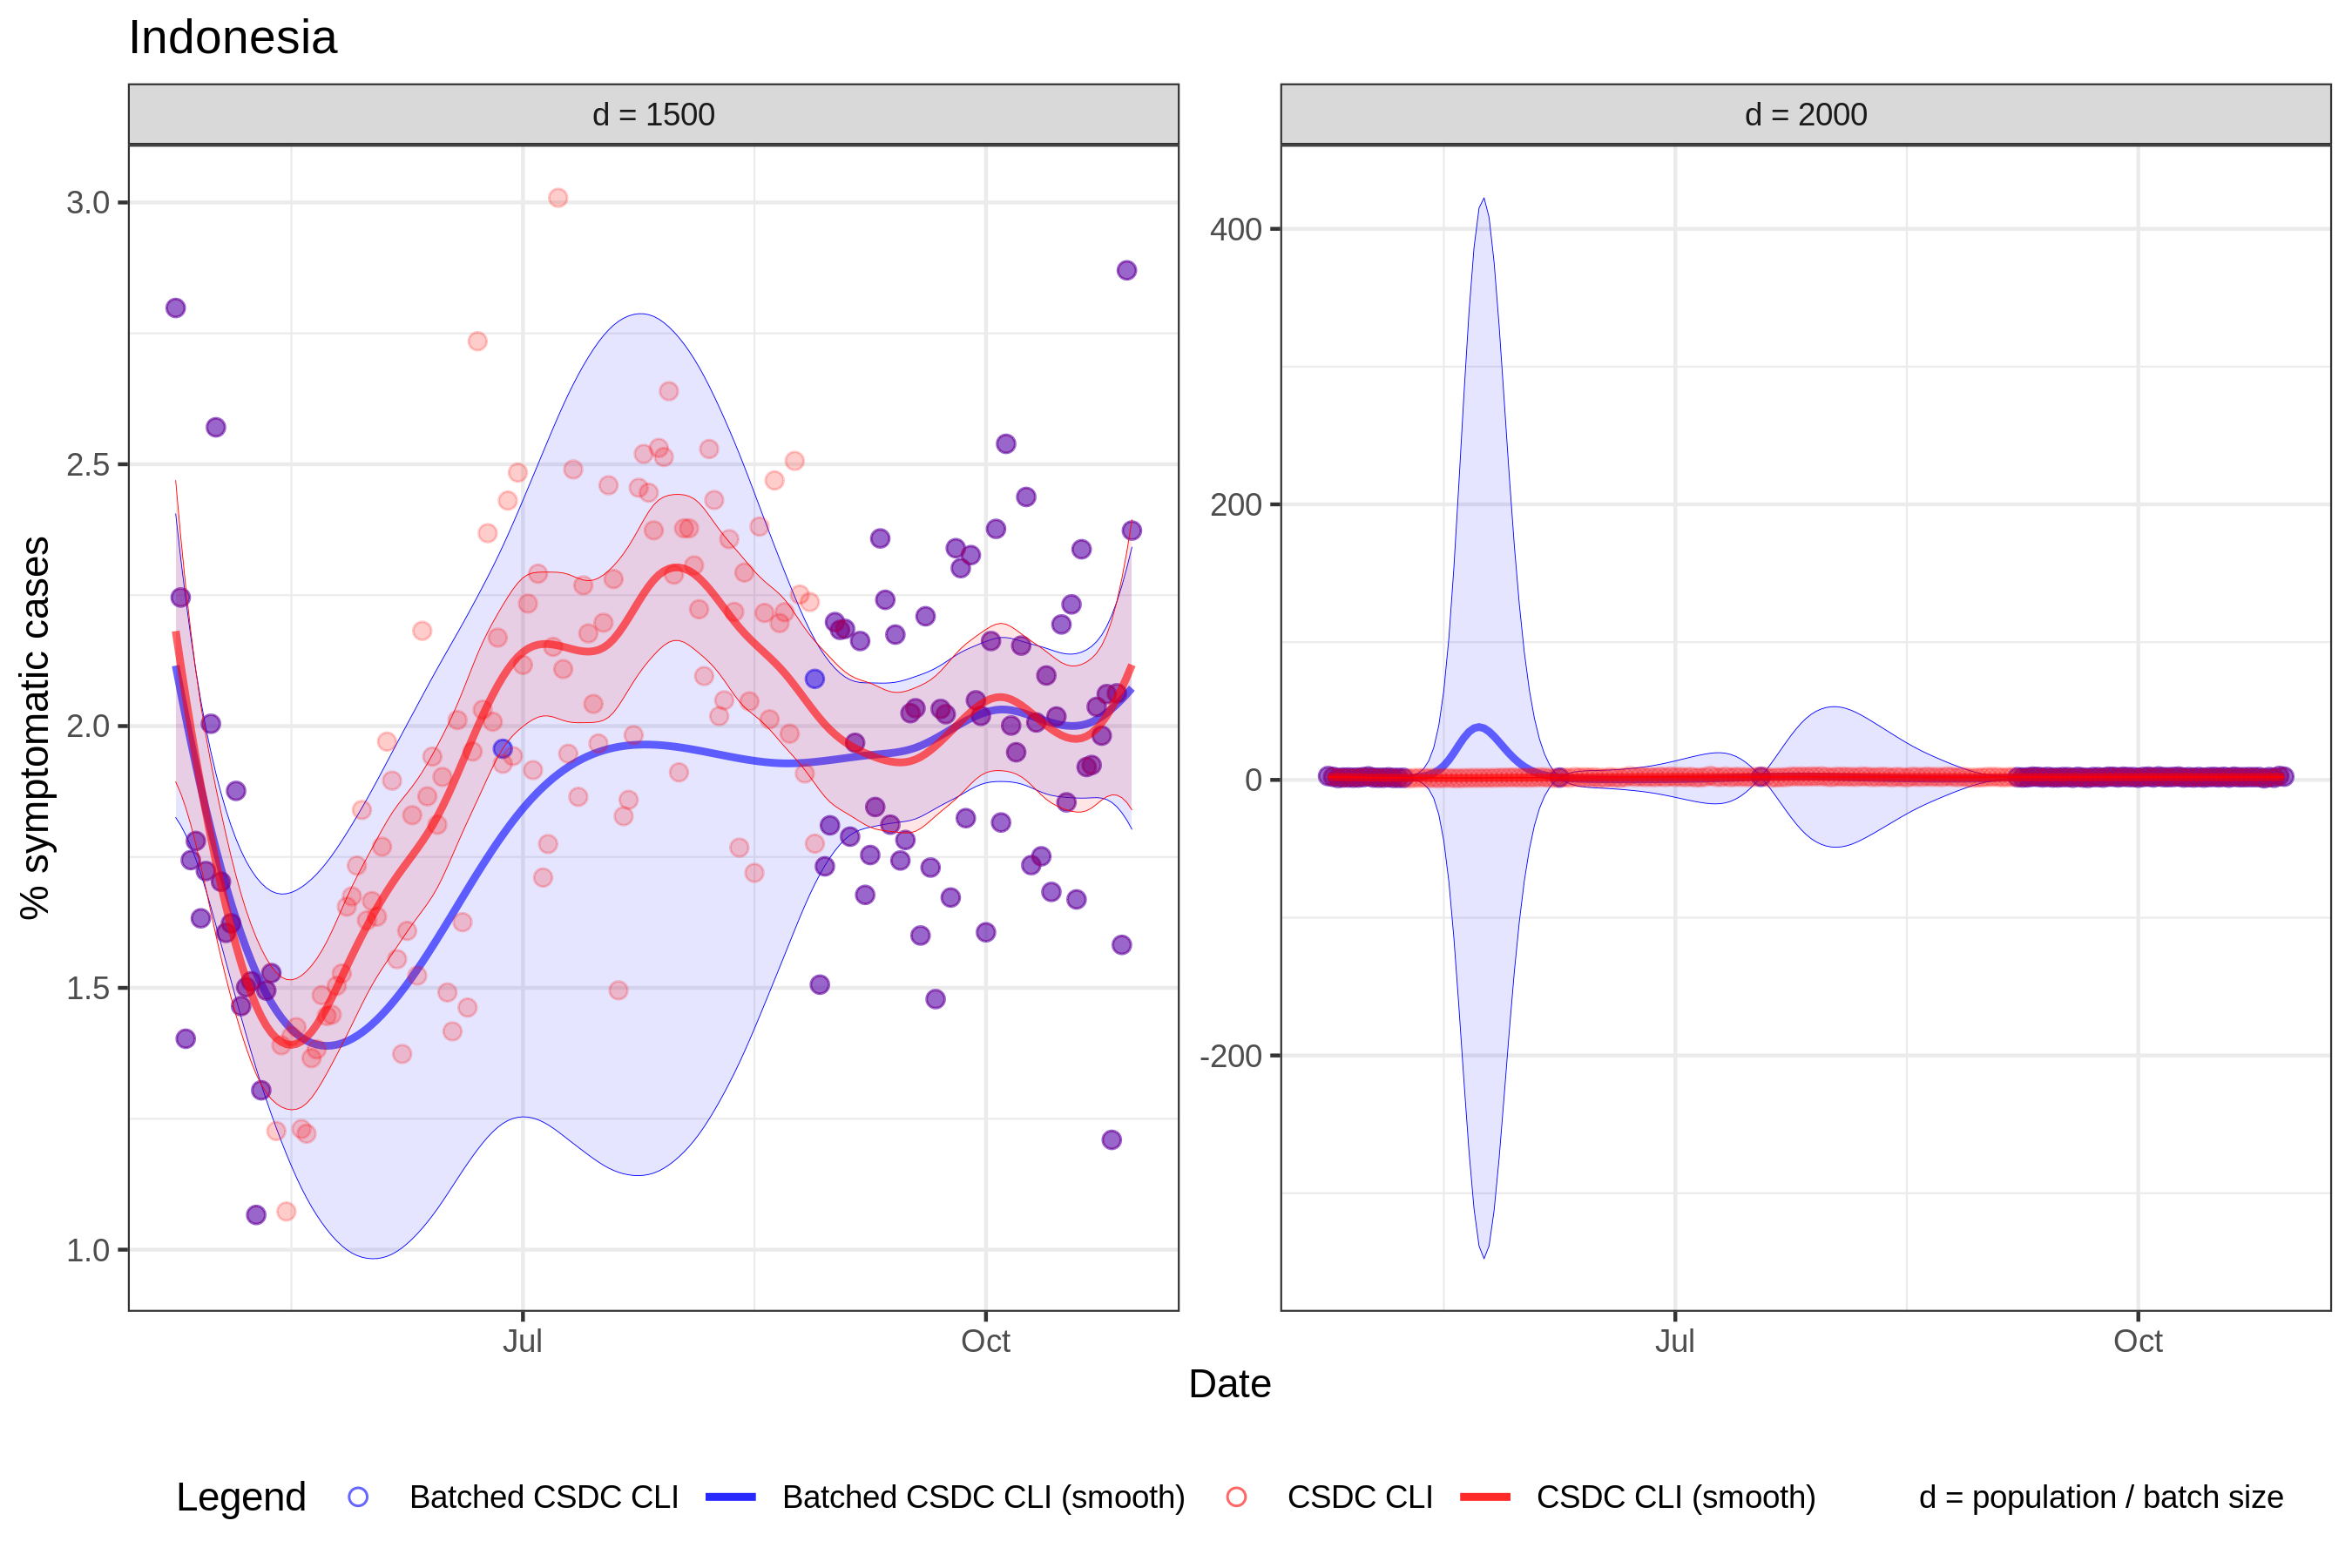 Indonesia
d = 1500
d = 2000
% symptomatic cases
3.0
2.5
2.0
1.5
1.0
400
200
0
-200
Jul
Oct
Jul
Oct
Date
Legend
Batched CSDC CLI
Batched CSDC CLI (smooth)
CSDC CLI
CSDC CLI (smooth)
d = population / batch size